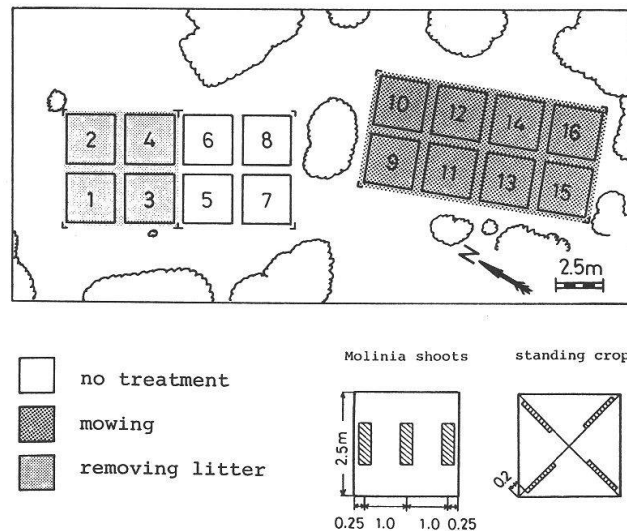 2 4 6 8
1 3 5 7
10 12 14 16
9 11 13 15
N
2.5m
no treatment
mowing
removing litter
Molinia shoots
2.5m
0.25 1.0 1.0 0.25
standing crop
0.2